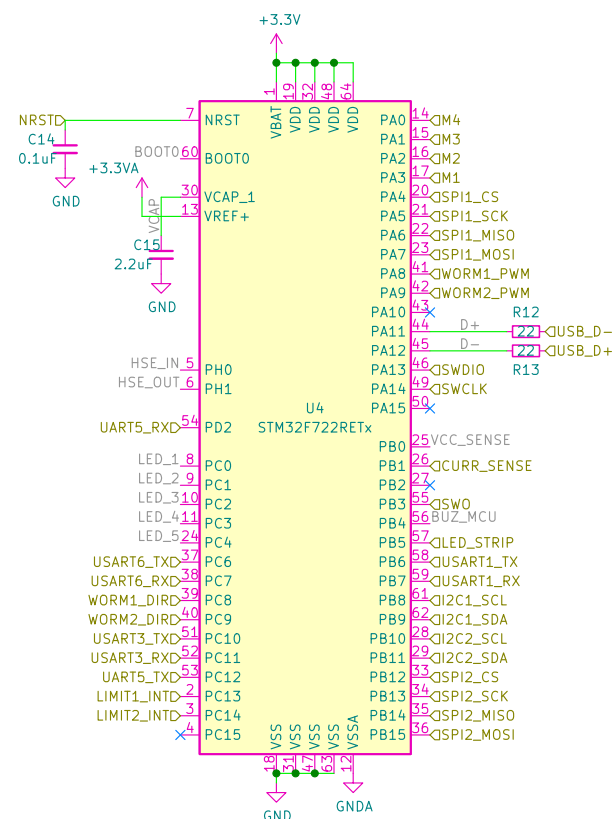 +3.3V
1 19 32 48 64
VBAT VDD VDD VDD VDD
NRST 7 NRST PA0 14 M4
C14 PA1 15 M3
0.1uF BOOT0 60 BOOT0 PA2 16 M2
+3.3VA PA3 17 M1
GND 30 VCAP_1 PA4 20 SPI1_CS
VCAP 13 VREF+ PA5 21 SPI1_SCK
PA6 22 SPI1_MISO
C15 PA7 23 SPI1_MOSI
2.2uF PA8 41 WORM1_PWM
GND PA9 42 WORM2_PWM
PA10 43 R12
PA11 44 D+ 22 USB_D-
PA12 45 D- 22 USB_D+
HSE_IN 5 PH0 PA13 46 SWDIO R13
HSE_OUT 6 PH1 PA14 49 SWCLK
U4 PA15 50
UART5_RX 54 PD2 STM32F722RETx
PB0 25 VCC_SENSE
LED_1 8 PC0 PB1 26 CURR_SENSE
LED_2 9 PC1 PB2 27
LED_3 10 PC2 PB3 55 SWO
LED_4 11 PC3 PB4 56 BUZ_MCU
LED_5 24 PC4 PB5 57 LED_STRIP
USART6_TX 37 PC6 PB6 58 USART1_TX
USART6_RX 38 PC7 PB7 59 USART1_RX
WORM1_DIR 39 PC8 PB8 61 I2C1_SCL
WORM2_DIR 40 PC9 PB9 62 I2C1_SDA
USART3_TX 51 PC10 PB10 28 I2C2_SCL
USART3_RX 52 PC11 PB11 29 I2C2_SDA
UART5_TX 53 PC12 PB12 33 SPI2_CS
LIMIT1_INT 2 PC13 PB13 34 SPI2_SCK
LIMIT2_INT 3 PC14 PB14 35 SPI2_MISO
4 PC15 PB15 36 SPI2_MOSI
VSS VSS VSS VSS VSSA
18 31 47 63 12
GND GNDA